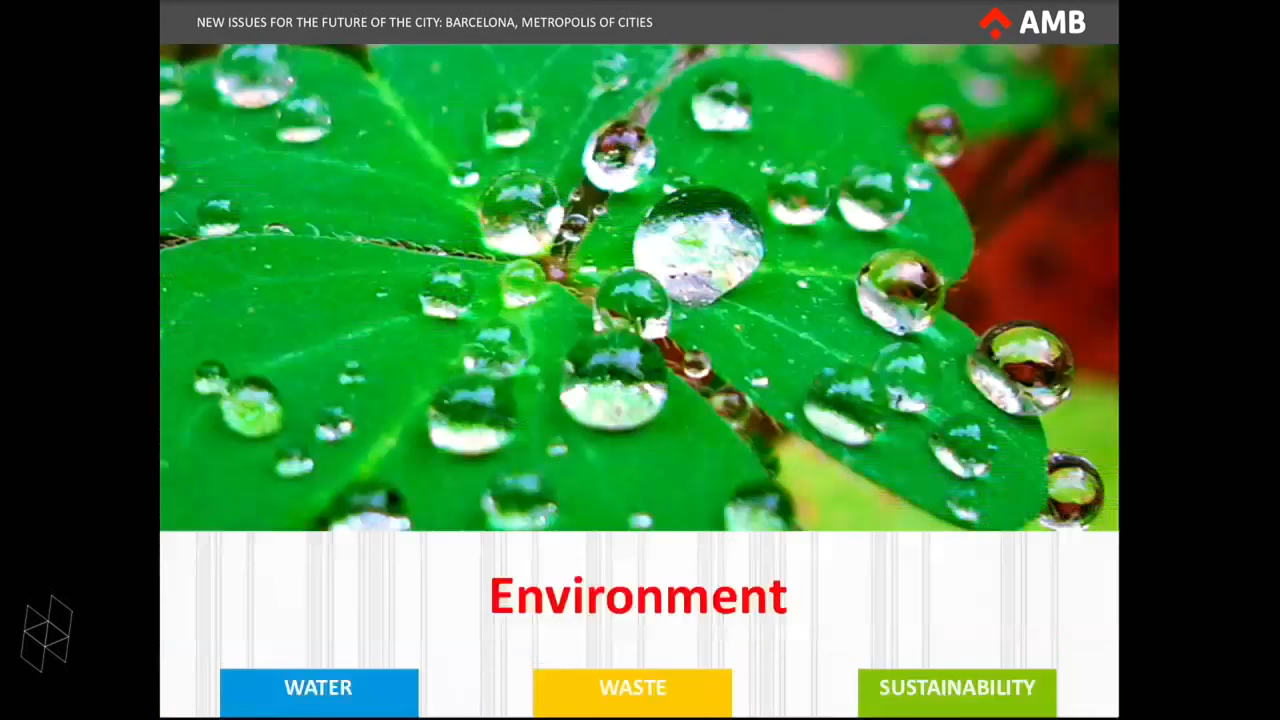 NEW ISSUES FOR THE FUTURE OF THE CITY: BARCELONA, METROPOLIS OF CITIES
AMB
Environment
WATER
WASTE
SUSTAINABILITY